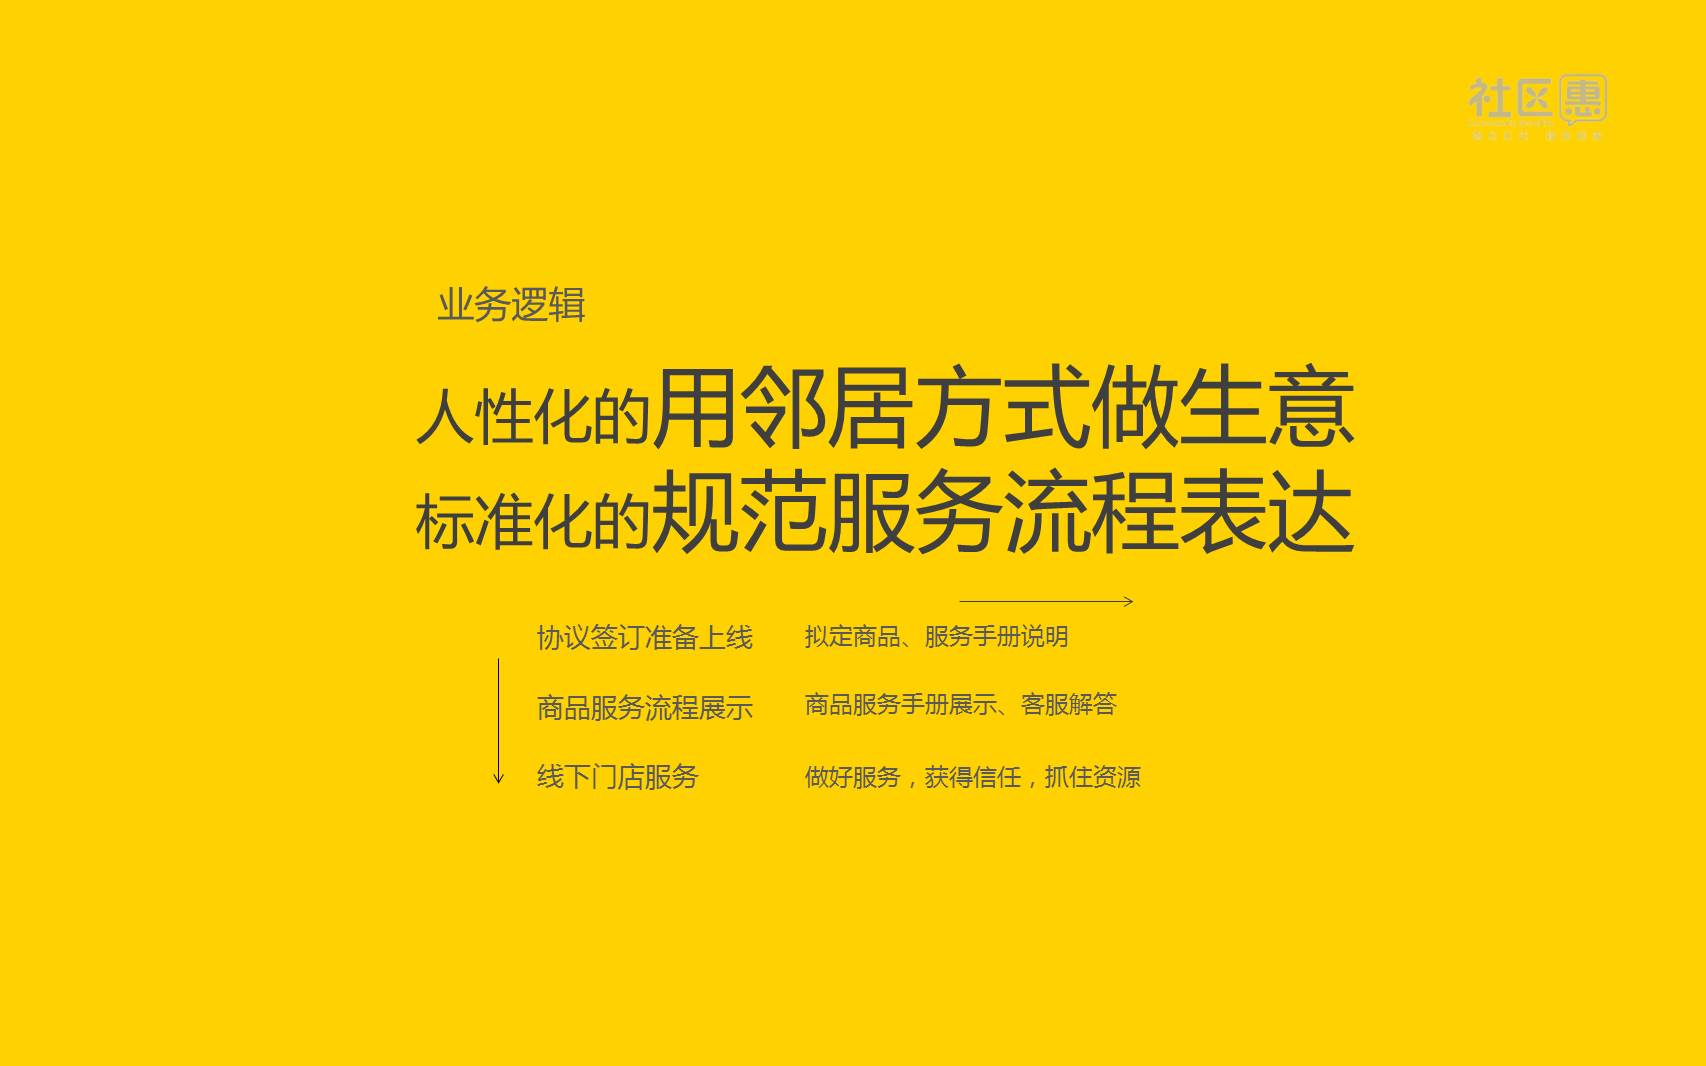 社区惠
业务逻辑
人性化的用邻居方式做生意
标准化的规范服务流程表达
协议签订准备上线 拟定商品、服务手册说明
商品服务流程展示 商品服务手册展示、客服解答
线下门店服务 做好服务，获得信任，抓住资源